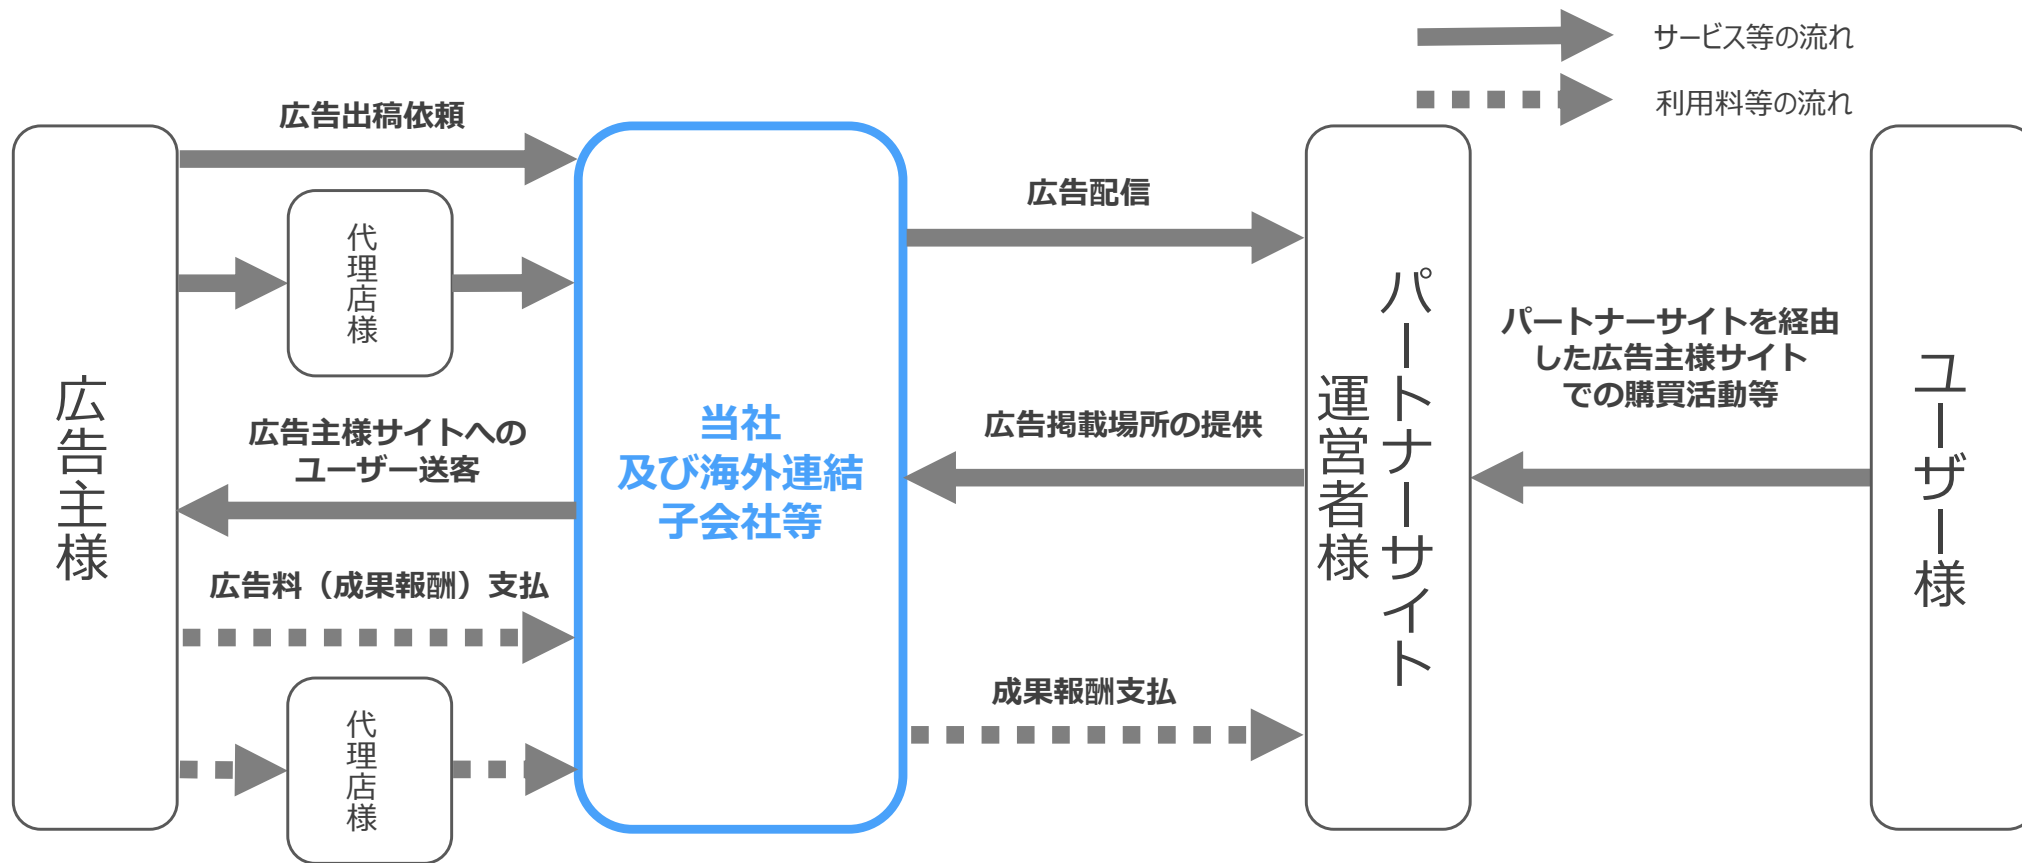 サービス等の流れ
利用料等の流れ
広告主様
広告出稿依頼
代理店様
広告主様サイトへの
ユーザー送客
広告料（成果報酬）支払
代理店様
当社
及び海外連結
子会社等
広告配信
広告掲載場所の提供
成果報酬支払
パートナーサイト
運営者様
パートナーサイトを経由
した広告主様サイト
での購買活動等
ユーザー様